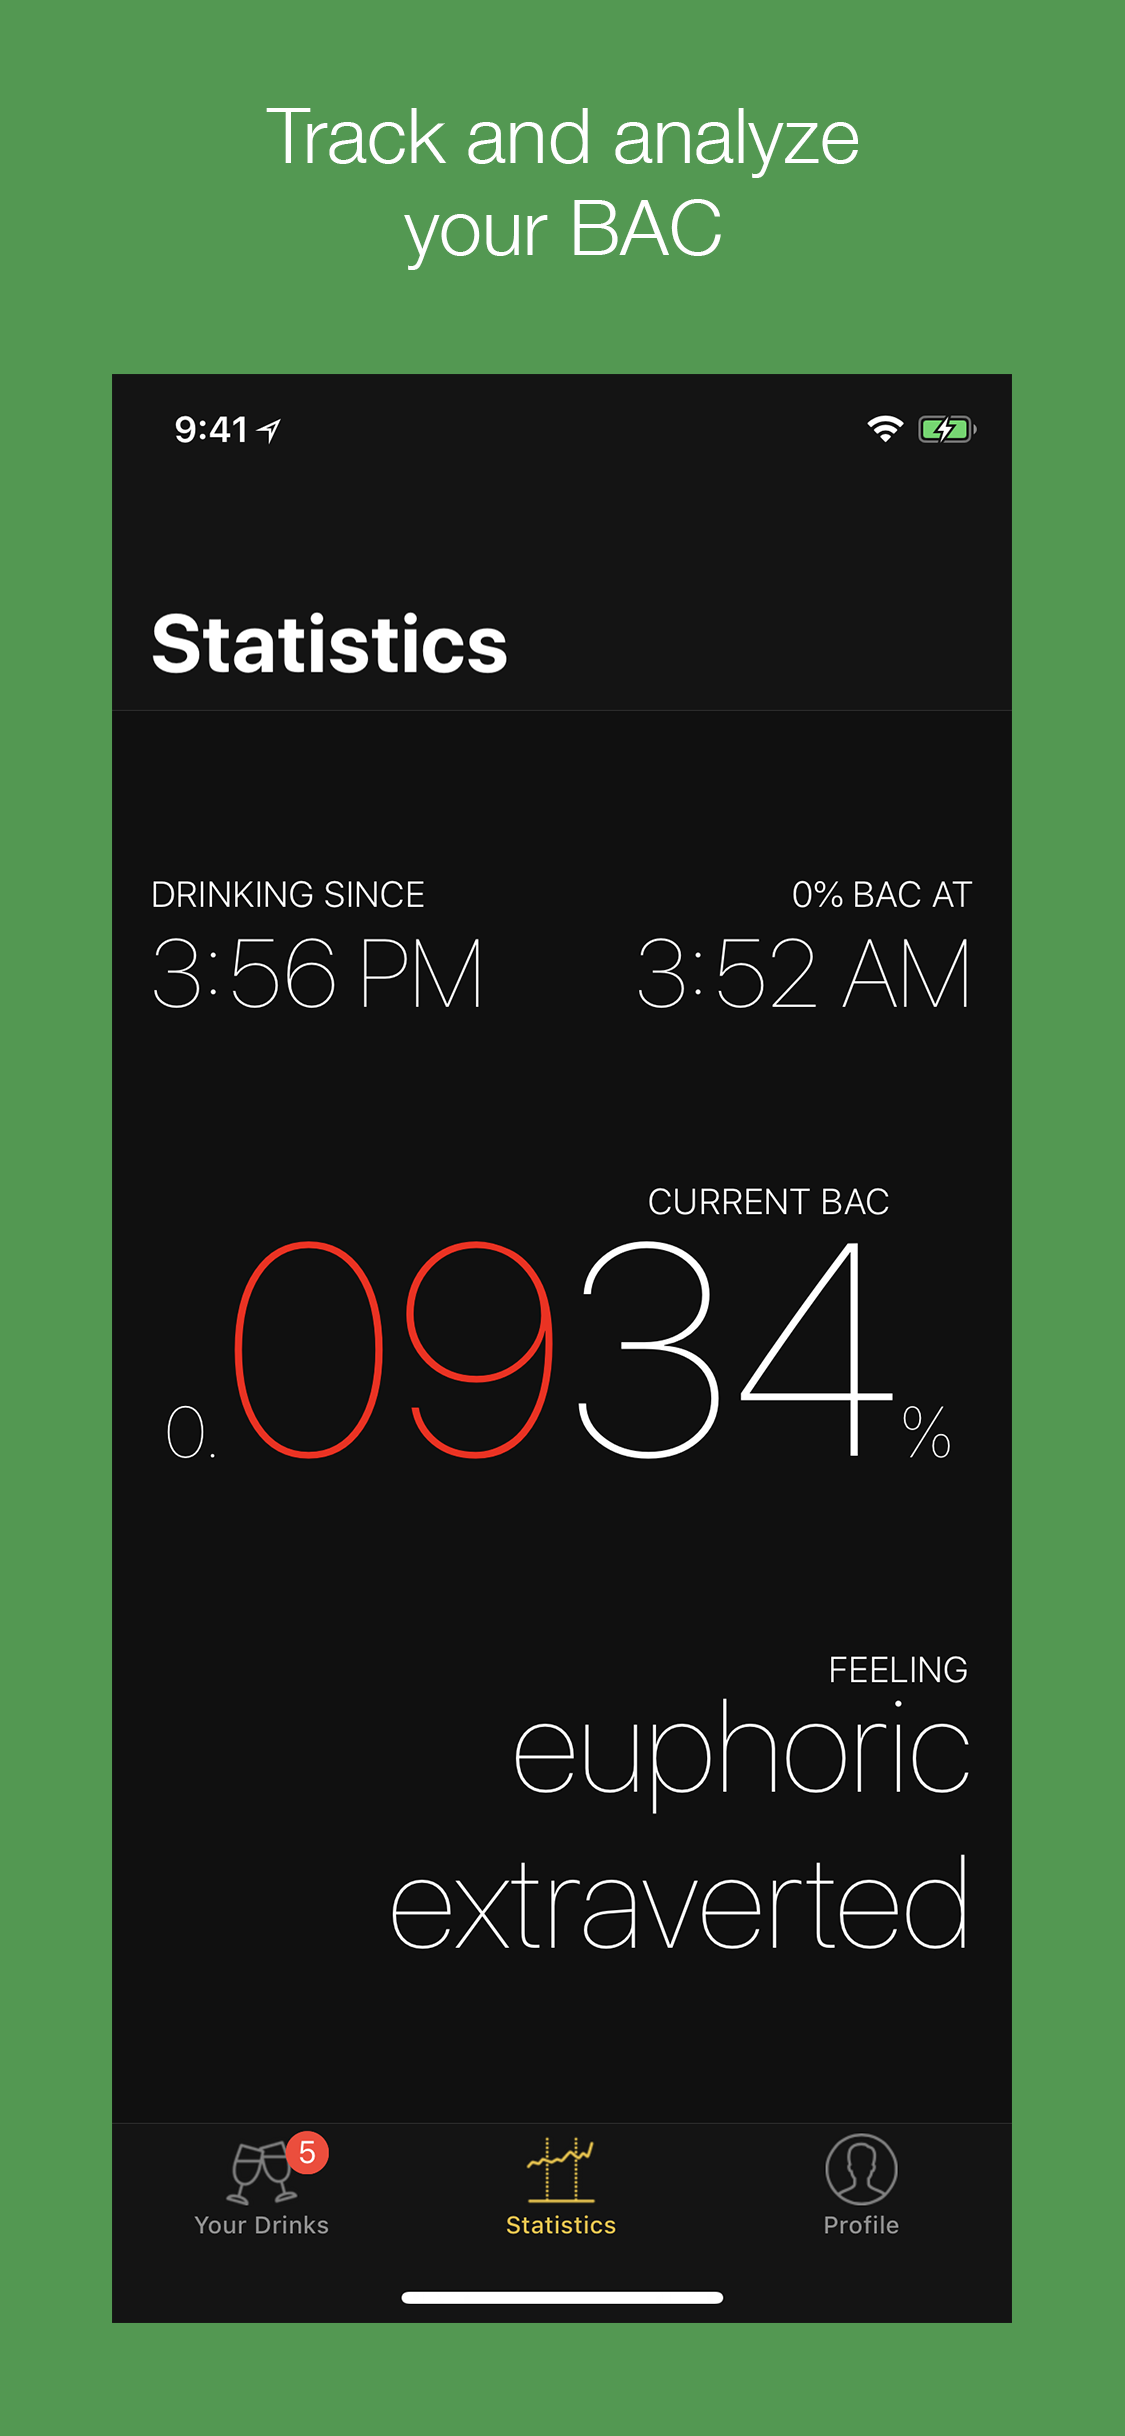 Track and analyze
your BAC
9:41
Statistics
DRINKING SINCE
0% BAC AT
3:56 PM
3:52 AM
CURRENT BAC
0.0934%
FEELING
euphoric
extraverted
5
Your Drinks
Statistics
Profile